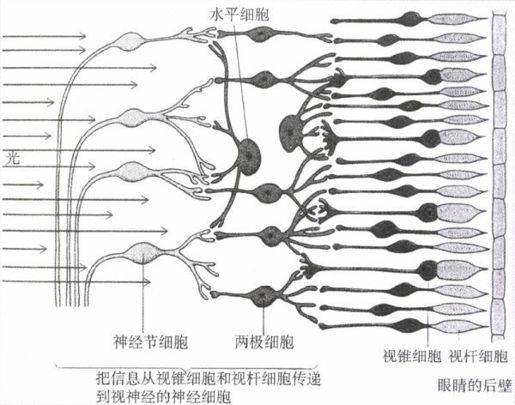 水平细胞
光
神经节细胞
两极细胞
视锥细胞
视杆细胞
把信息从视锥细胞和视杆细胞传递
到视神经的神经细胞
眼睛的后壁